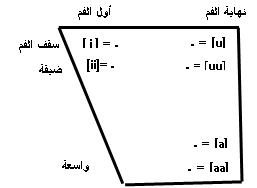 نهاية الفم أول الفم
سقف الفم [ i ] = - - = [u]
ضيقة [ii]= - - = [uu]
- = [a]
واسعة - = [aa]